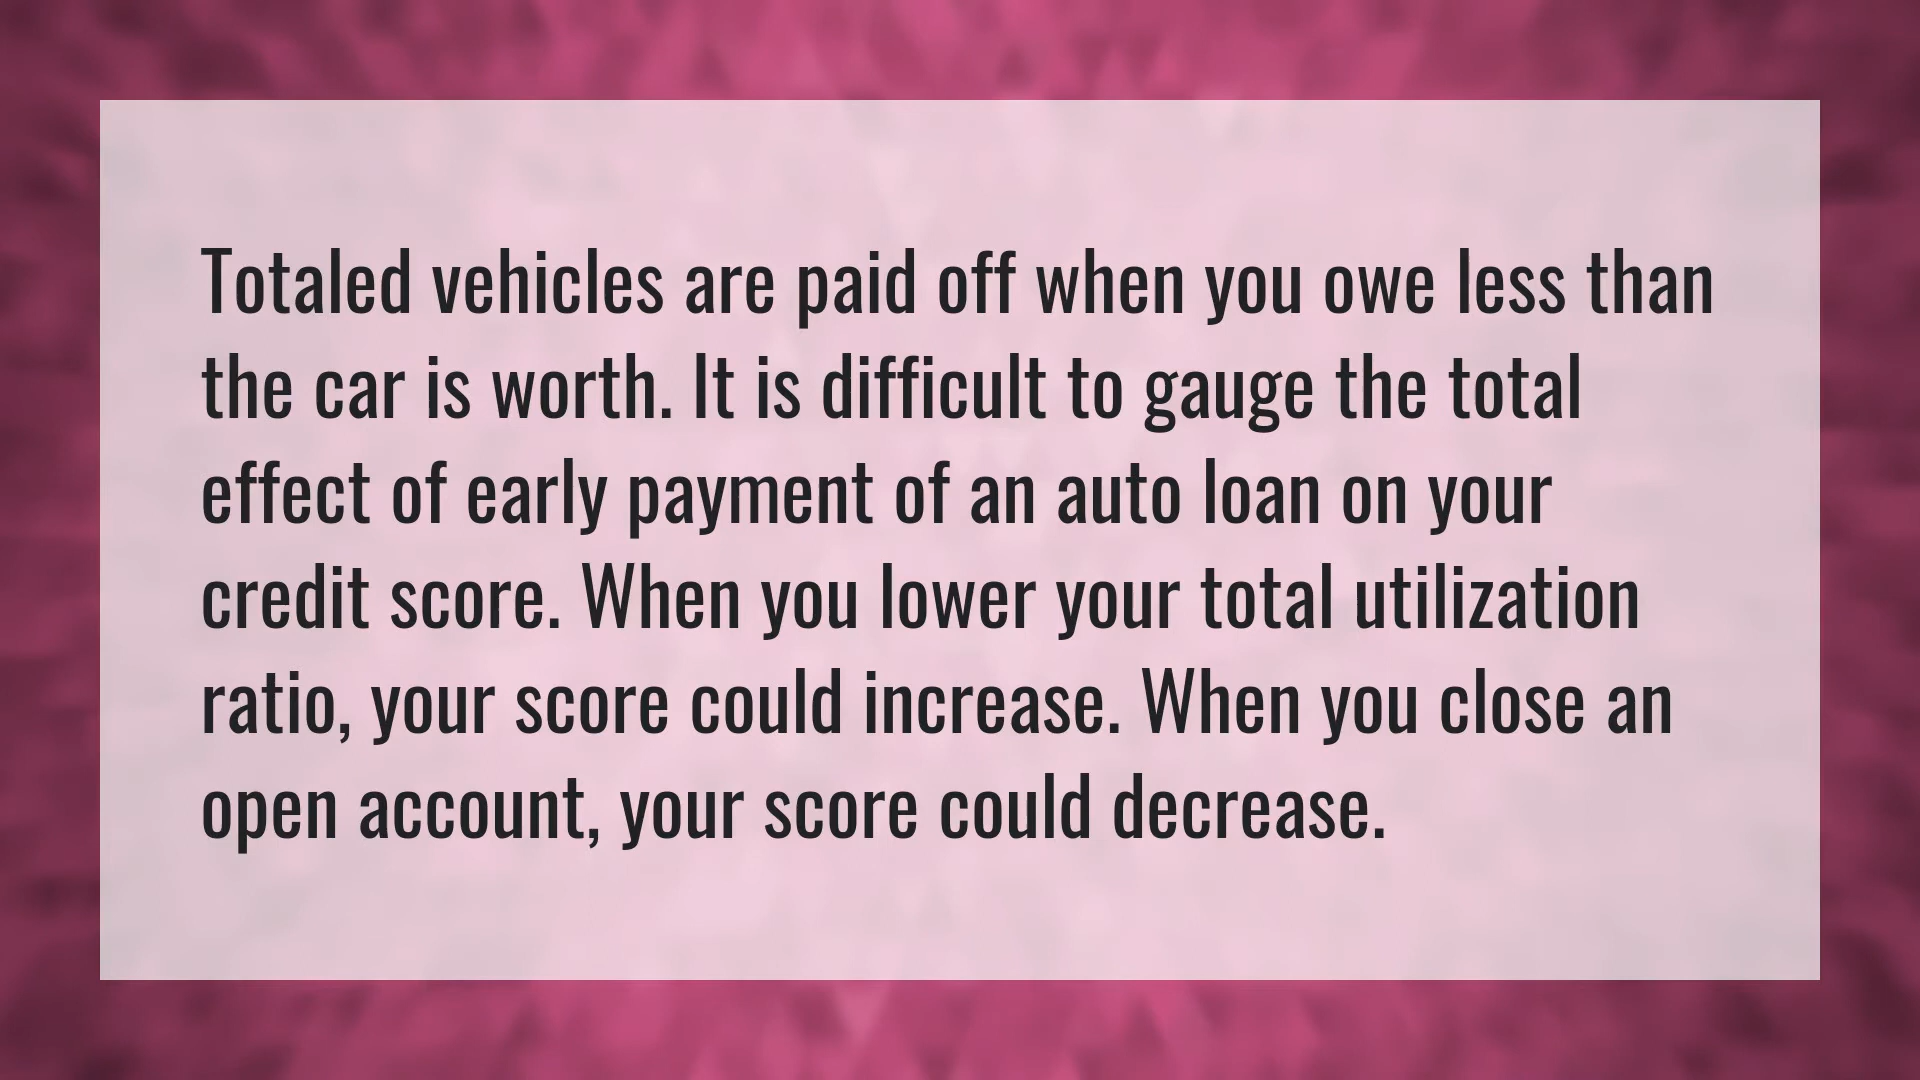 Totaled vehicles are paid off when you owe less than
the car is worth. It is difficult to gauge the total
effect of early payment of an auto loan on your
credit score. When you lower your total utilization
ratio, your score could increase. When you close an
open account, your score could decrease.